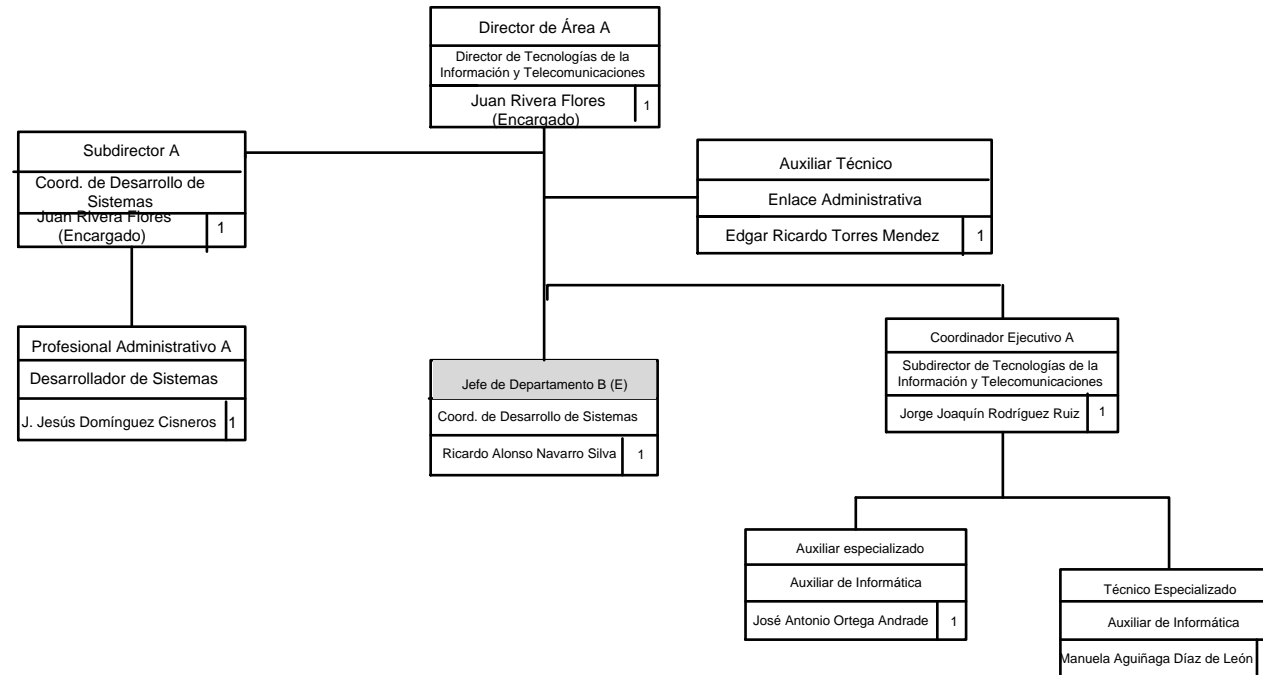 Director de Área A
Director de Tecnologías de la
Información y Telecomunicaciones
Juan Rivera Flores
(Encargado)
1
Subdirector A
Coord. de Desarrollo de
Sistemas
Juan Rivera Flores
(Encargado)
1
Auxiliar Técnico
Enlace Administrativa
Edgar Ricardo Torres Mendez
1
Profesional Administrativo A
Desarrollador de Sistemas
J. Jesús Domínguez Cisneros
1
Jefe de Departamento B (E)
Coord. de Desarrollo de Sistemas
Ricardo Alonso Navarro Silva
1
Coordinador Ejecutivo A
Subdirector de Tecnologías de la
Información y Telecomunicaciones
Jorge Joaquín Rodríguez Ruiz
1
Auxiliar especializado
Auxiliar de Informática
José Antonio Ortega Andrade
1
Técnico Especializado
Auxiliar de Informática
Manuela Aguiñaga Díaz de León